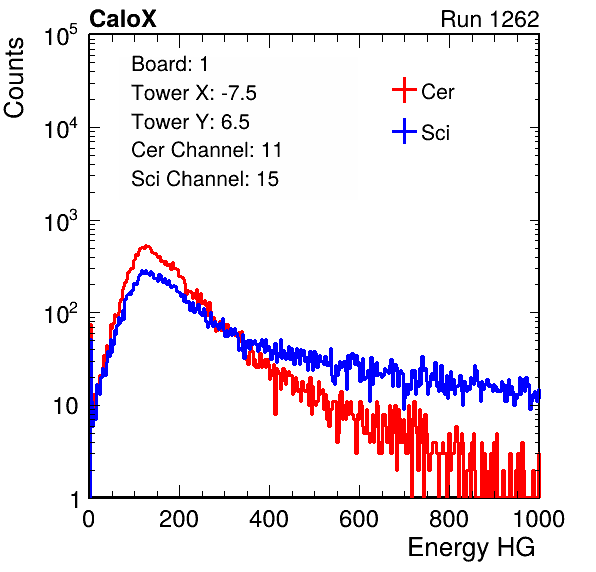 CaloX Run 1262
Counts
Board: 1
Tower X: -7.5
Tower Y: 6.5
Cer Channel: 11
Sci Channel: 15
Cer
Sci
10^5
10^4
10^3
10^2
10
1
0 200 400 600 800 1000
Energy HG